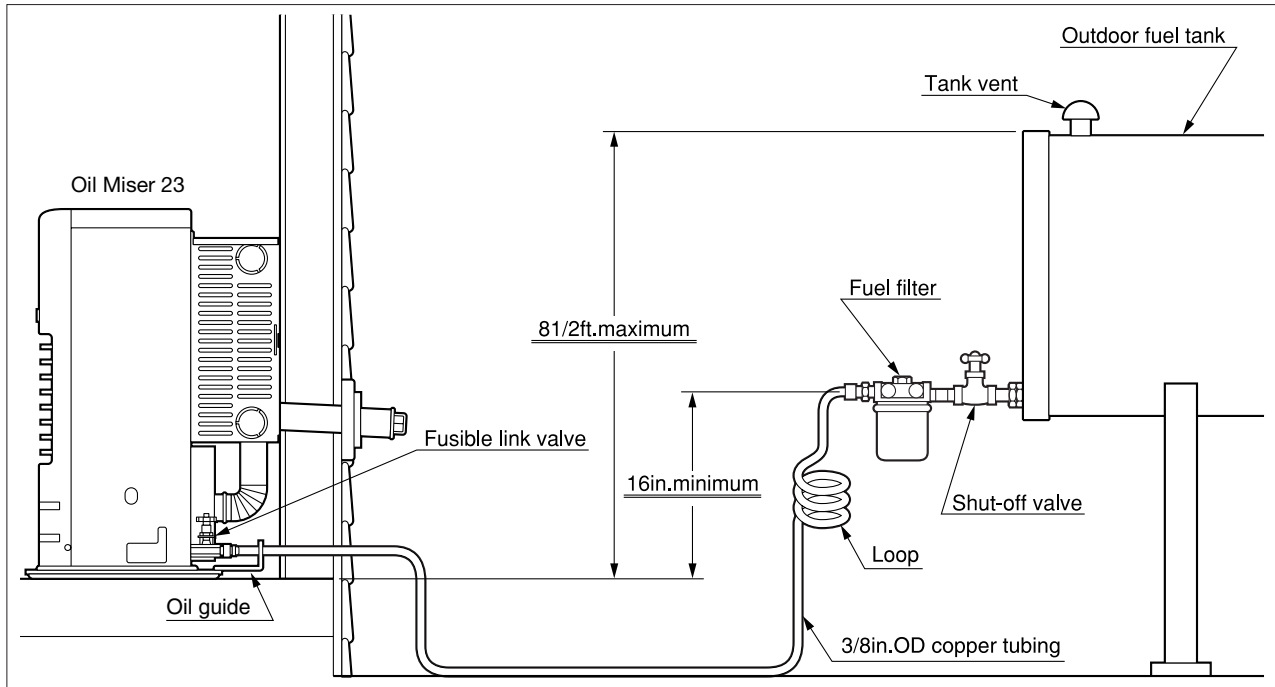 Outdoor fuel tank
Tank vent
Oil Miser 23
Fuel filter
81/2ft.maximum
Fusible link valve
16in.minimum
Shut-off valve
Loop
Oil guide
3/8in.OD copper tubing